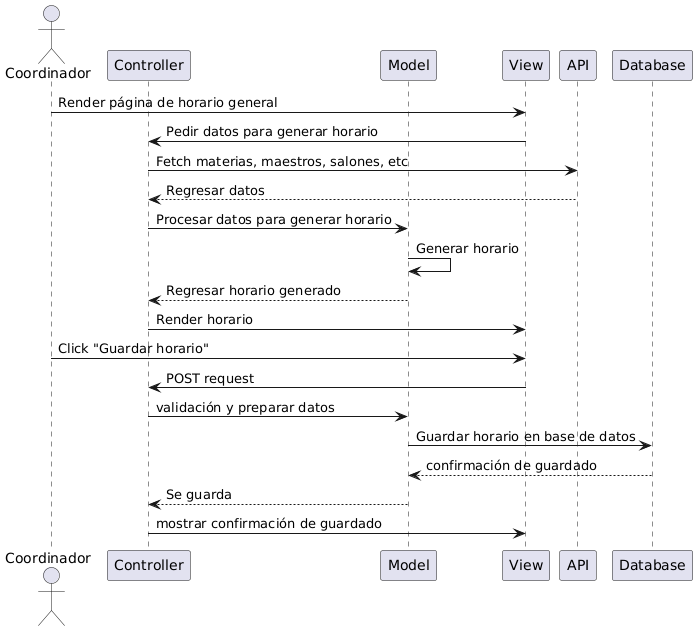 Coordinador
Controller
Model
View
API
Database
Render página de horario general
Pedir datos para generar horario
Fetch materias, maestros, salones, etc
Regresar datos
Procesar datos para generar horario
Generar horario
Regresar horario generado
Render horario
Click "Guardar horario"
POST request
validación y preparar datos
Guardar horario en base de datos
confirmación de guardado
Se guarda
mostrar confirmación de guardado
Coordinador
Controller
Model
View
API
Database